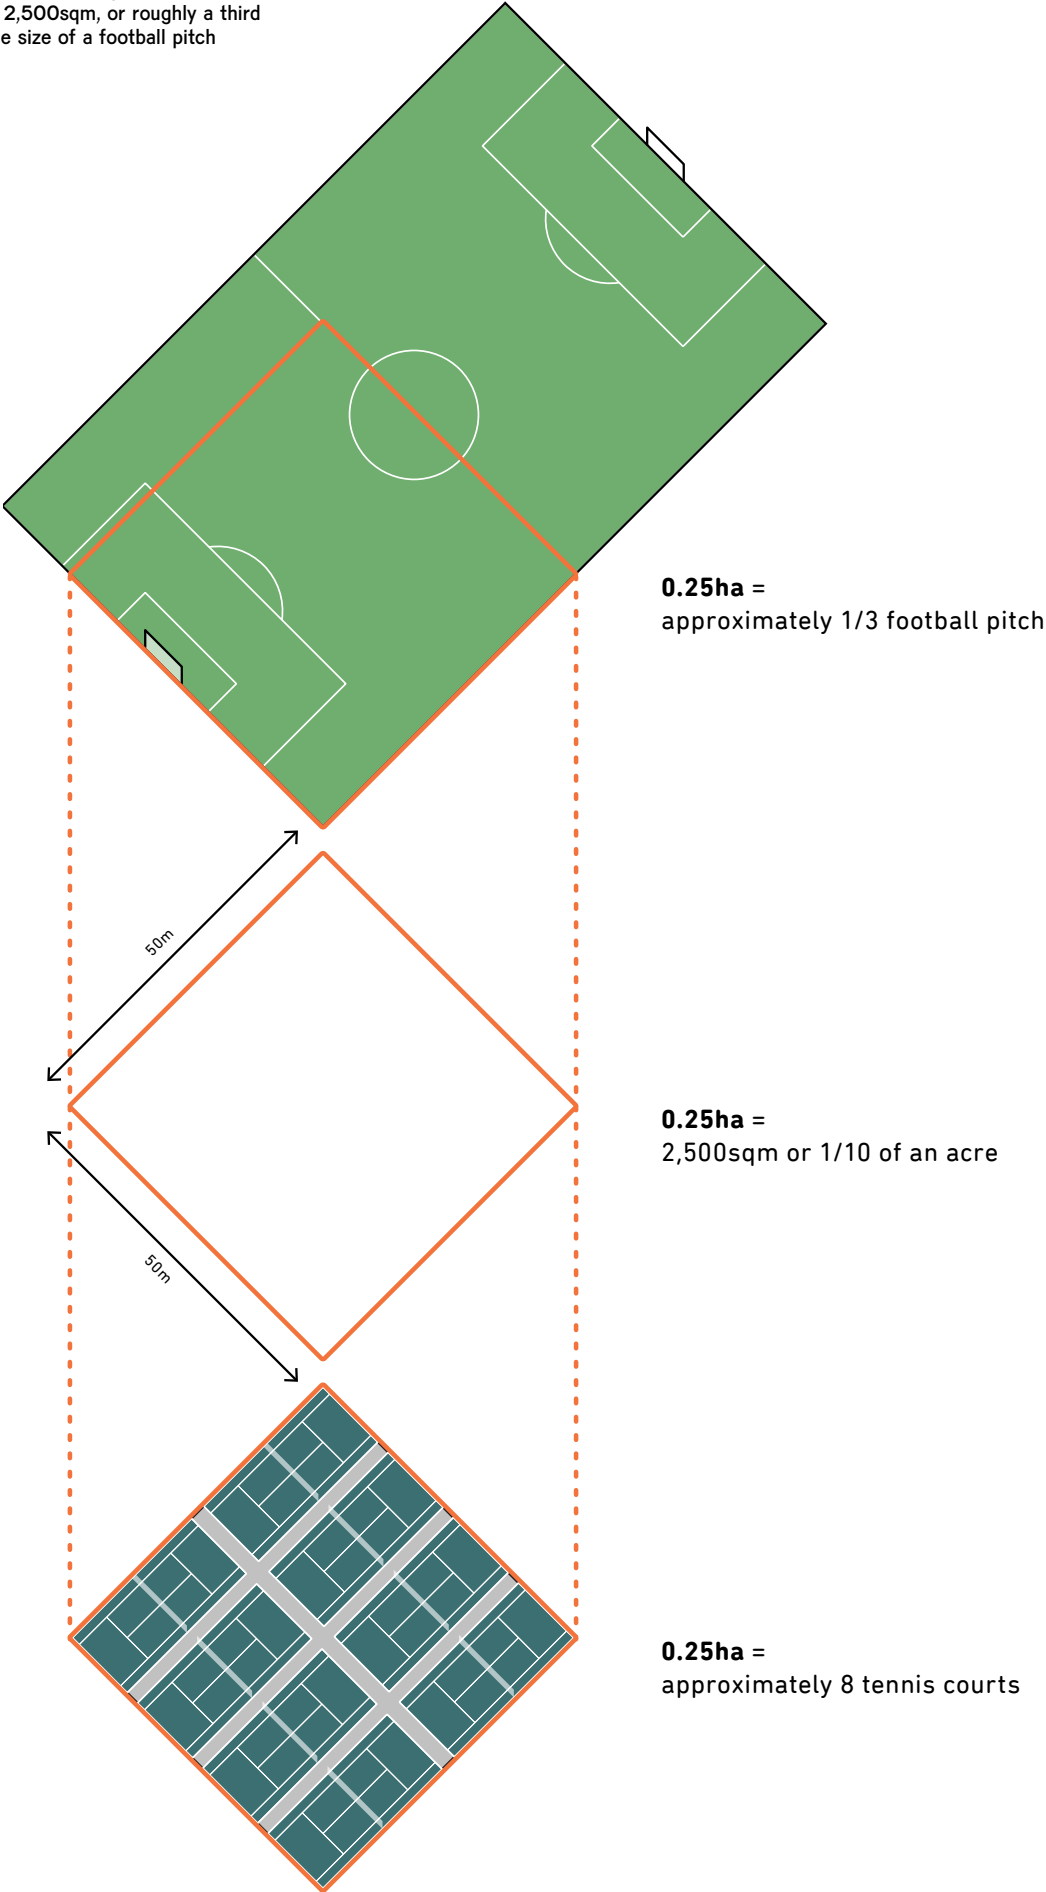 2,500sqm, or roughly a third
e size of a football pitch
0.25ha =
approximately 1/3 football pitch
50m
0.25ha =
2,500sqm or 1/10 of an acre
50m
0.25ha =
approximately 8 tennis courts